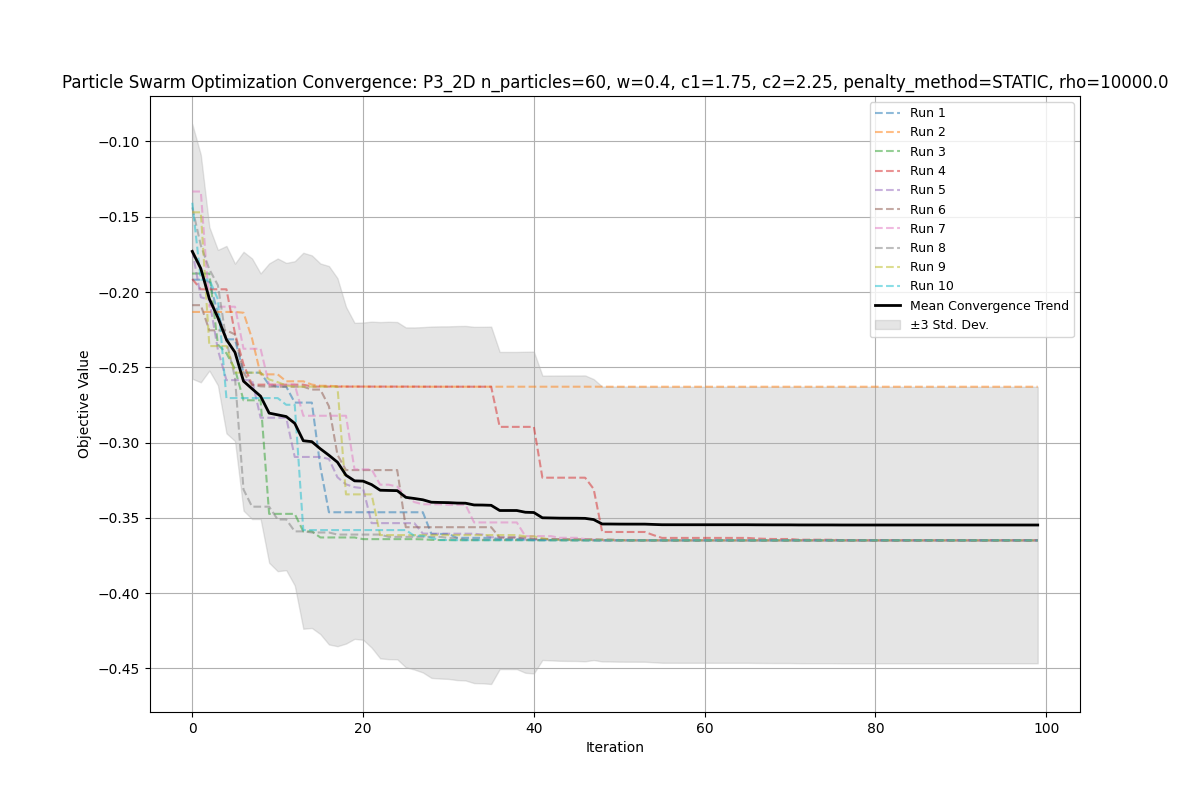 Particle Swarm Optimization Convergence: P3_2D n_particles=60, w=0.4, c1=1.75, c2=2.25, penalty_method=STATIC, rho=10000.0
Run 1
Run 2
Run 3
Run 4
Run 5
Run 6
Run 7
Run 8
Run 9
Run 10
Mean Convergence Trend
±3 Std. Dev.
Objective Value
−0.10
−0.15
−0.20
−0.25
−0.30
−0.35
−0.40
−0.45
0 20 40 60 80 100
Iteration